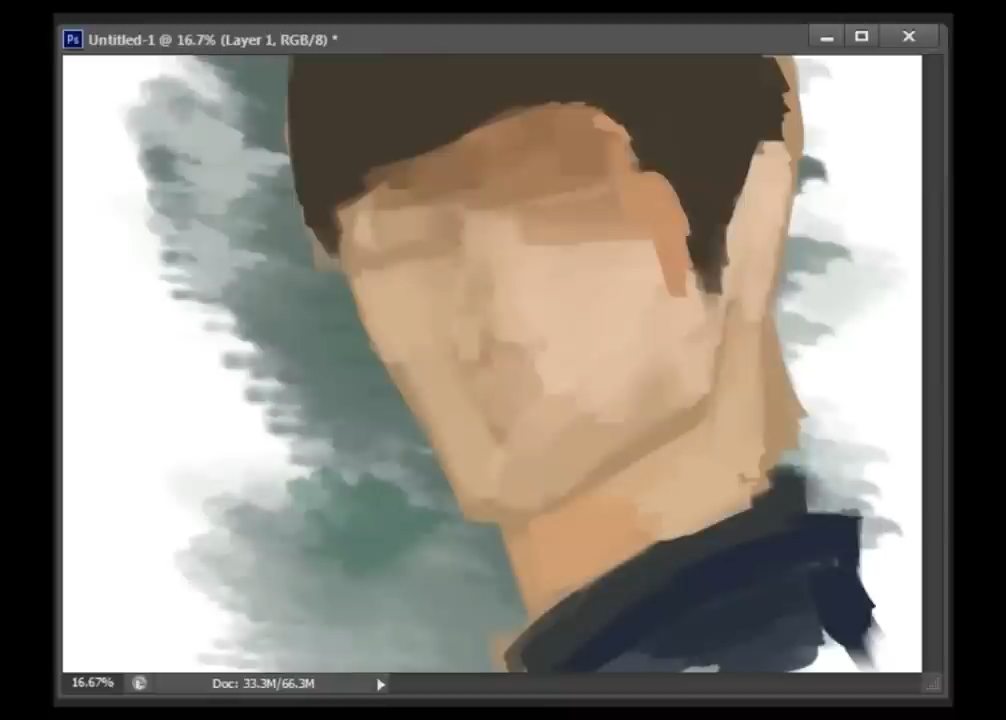 Ps Untitled-1 @ 16.7% (Layer 1, RGB/8) *
16.67% Doc: 33.3M/66.3M